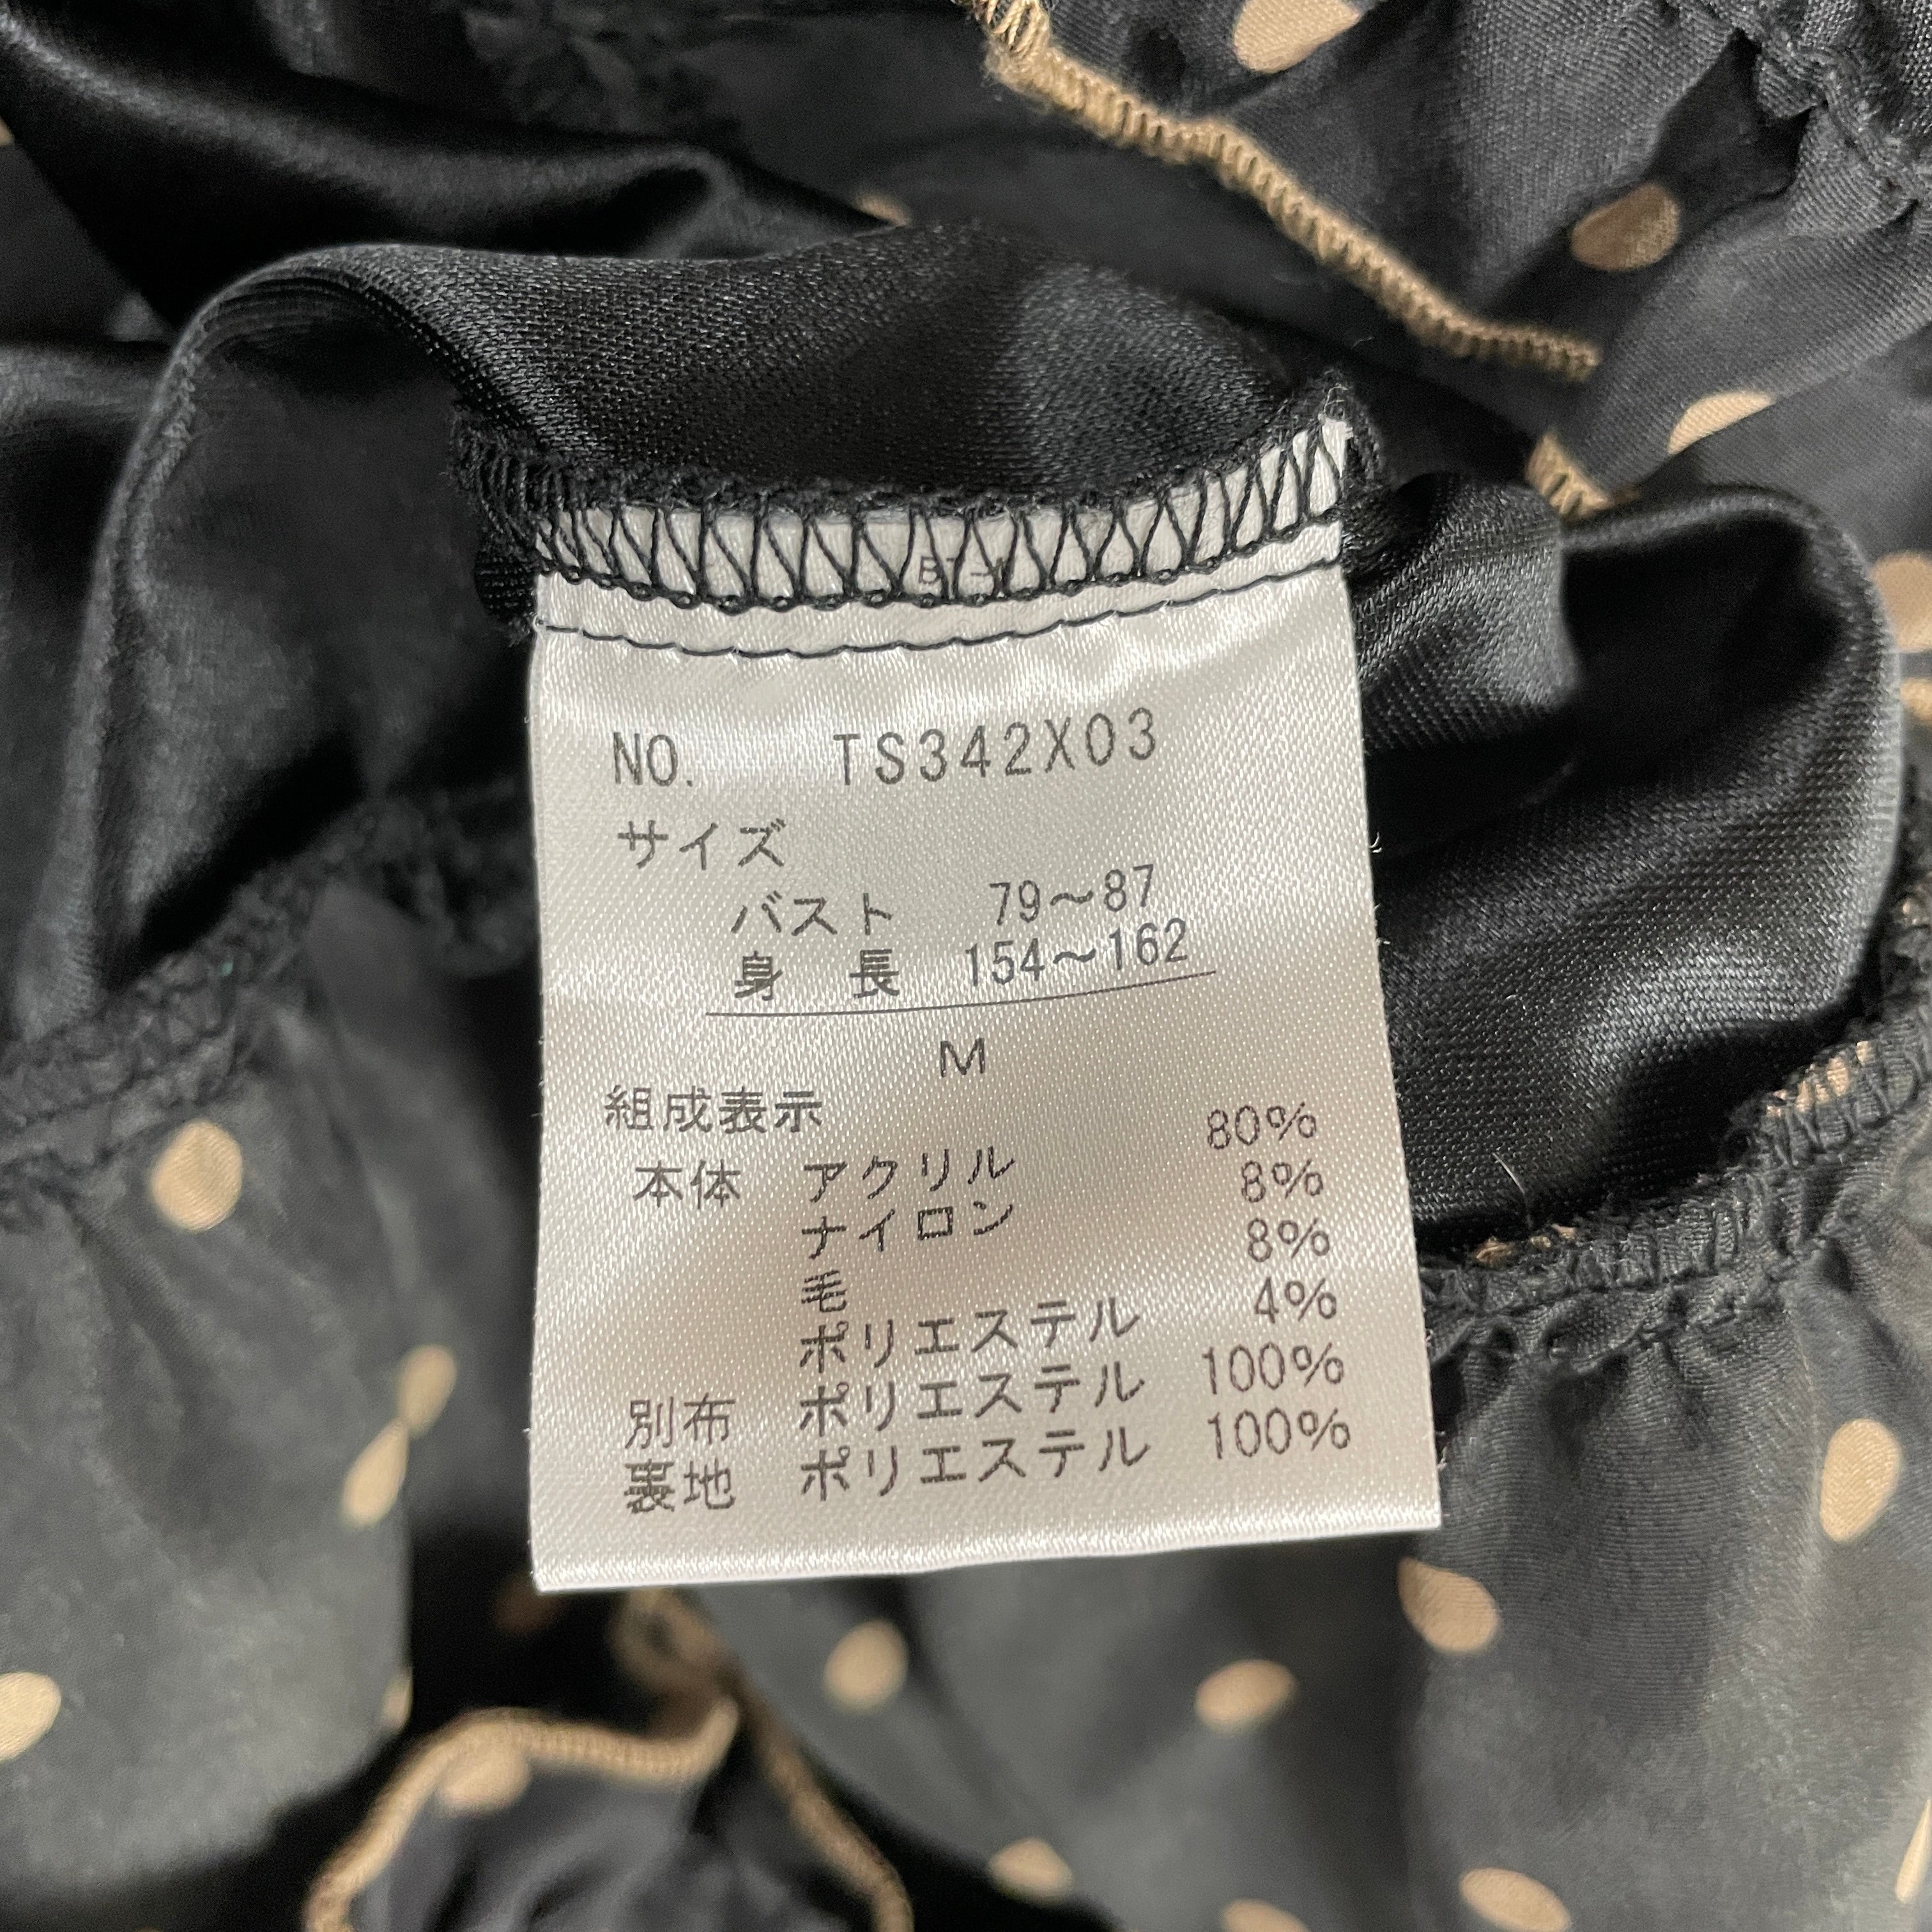 NO. TS342X03
サイズ
バスト 79～87
身長 154～162
M
組成表示
本体 アクリル 80%
ナイロン 8%
毛 8%
ポリエステル 4%
別布 ポリエステル 100%
裏地 ポリエステル 100%